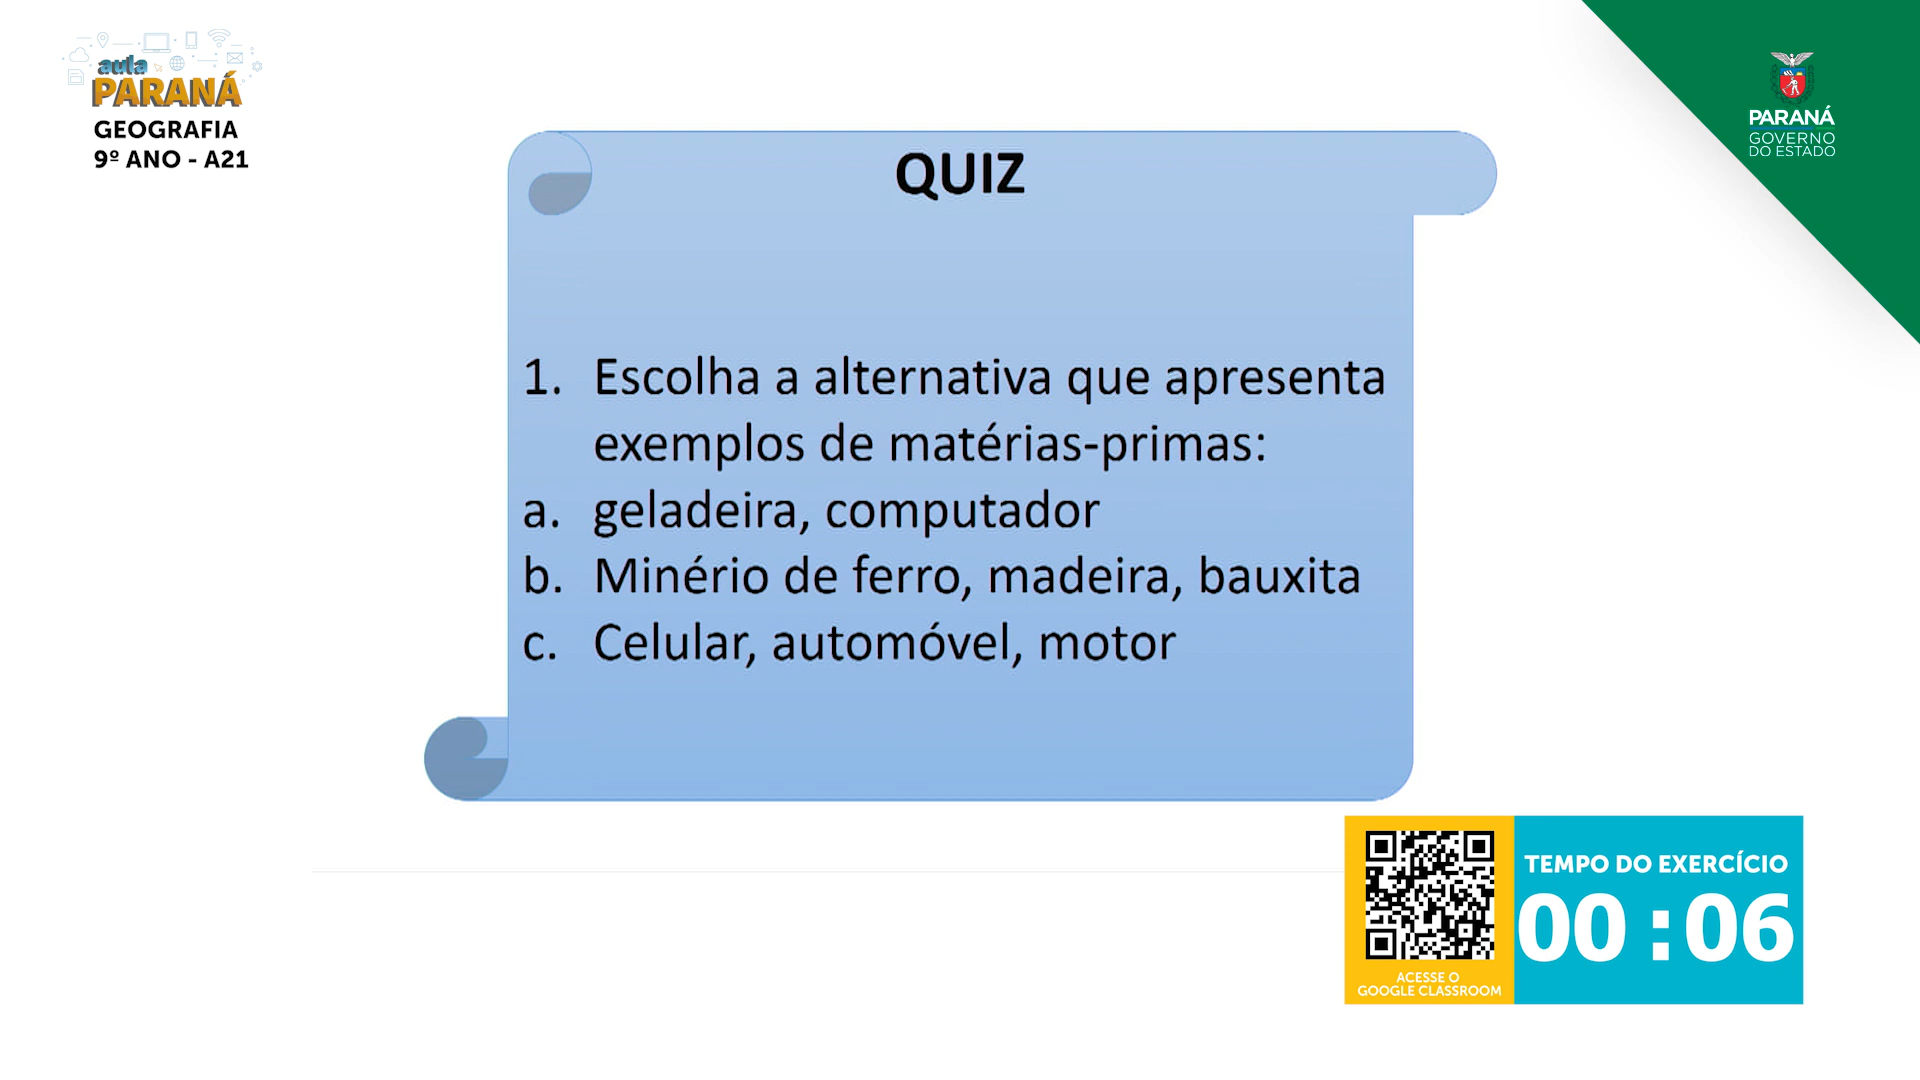 aula
PARANÁ
GEOGRAFIA
9º ANO - A21
PARANÁ
GOVERNO
DO ESTADO
QUIZ
1. Escolha a alternativa que apresenta
exemplos de matérias-primas:
a. geladeira, computador
b. Minério de ferro, madeira, bauxita
c. Celular, automóvel, motor
ACESSE O
GOOGLE CLASSROOM
TEMPO DO EXERCÍCIO
00:06